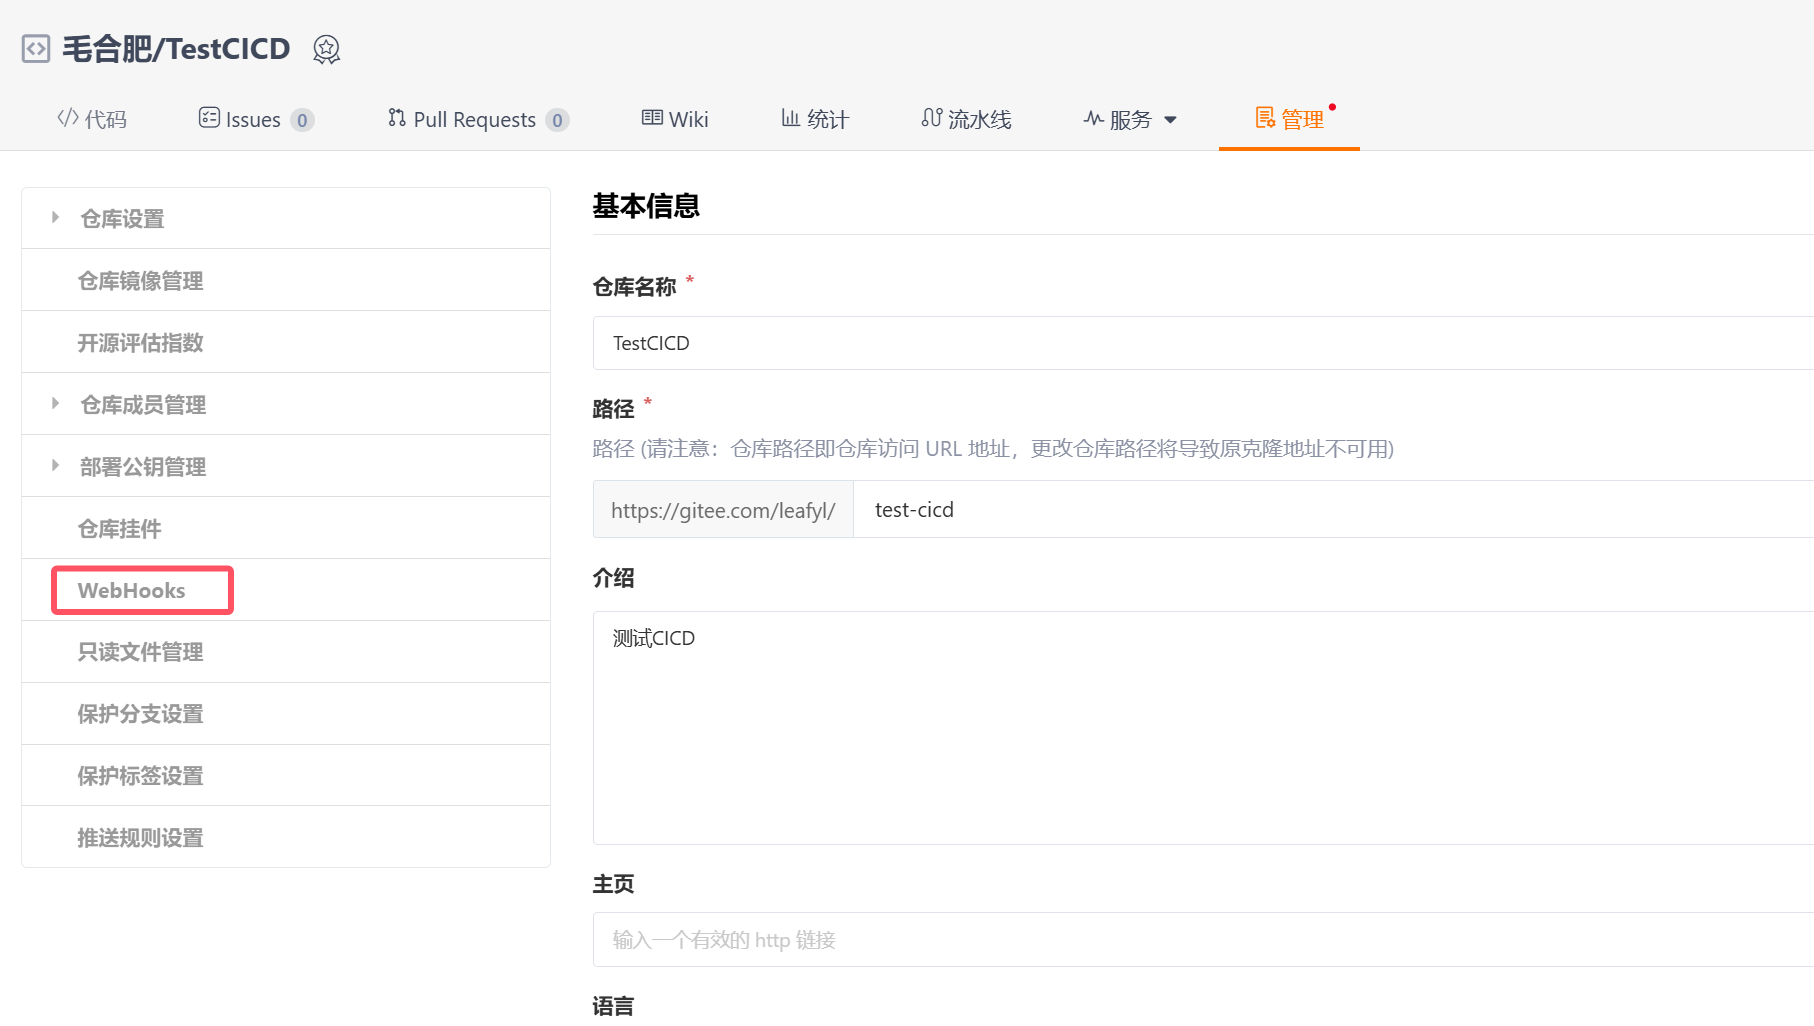 毛合肥/TestCICD
代码 Issues 0 Pull Requests 0 Wiki 统计 流水线 服务 管理
仓库设置
仓库镜像管理
开源评估指数
仓库成员管理
部署公钥管理
仓库挂件
WebHooks
只读文件管理
保护分支设置
保护标签设置
推送规则设置
基本信息
仓库名称 *
TestCICD
路径 *
路径 (请注意：仓库路径即仓库访问 URL 地址，更改仓库路径将导致原克隆地址不可用)
https://gitee.com/leafyl/ test-cicd
介绍
测试CICD
主页
输入一个有效的 http 链接
语言